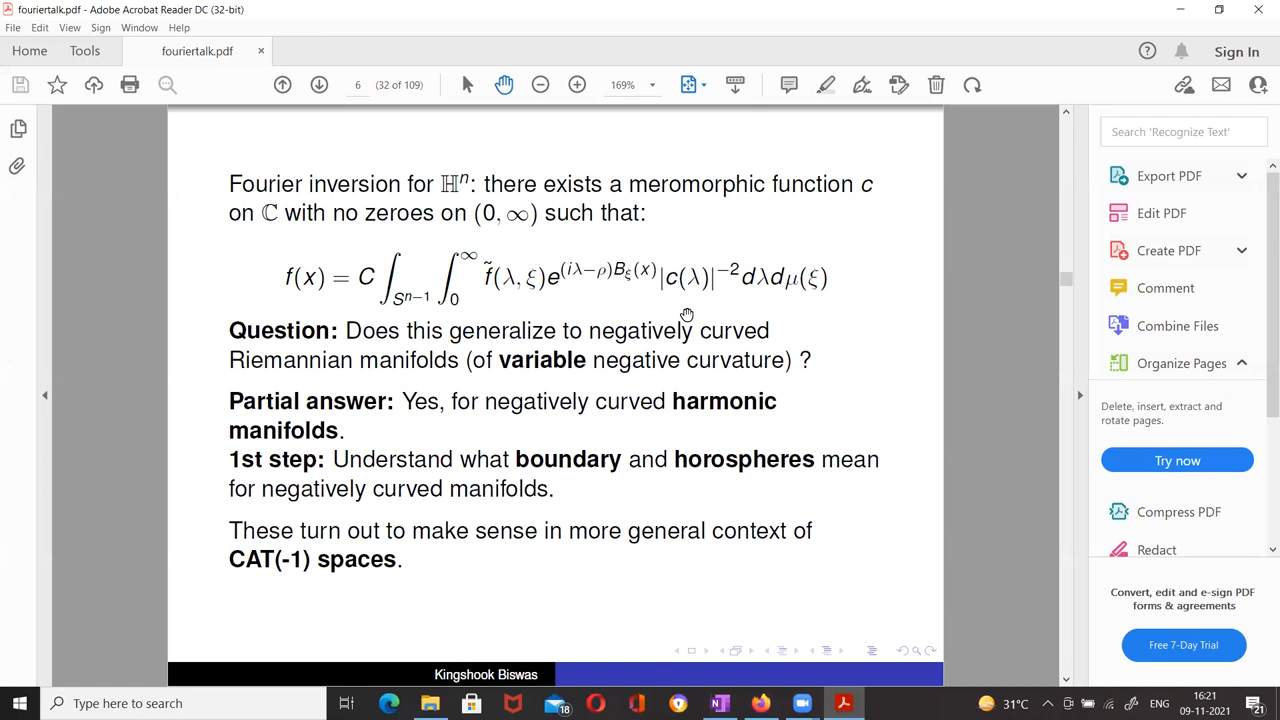 fouriertalk.pdf - Adobe Acrobat Reader DC (32-bit)
File Edit View Sign Window Help
Home Tools fouriertalk.pdf × Sign In
6 (32 of 109) 169%
Fourier inversion for ℍⁿ: there exists a meromorphic function c
on ℂ with no zeroes on (0, ∞) such that:
f(x) = C ∫_{S^{n−1}} ∫_0^∞ f̃(λ, ξ)e^{(iλ−ρ)B_ξ(x)}|c(λ)|^{−2}dλdμ(ξ)
Question: Does this generalize to negatively curved
Riemannian manifolds (of variable negative curvature) ?
Partial answer: Yes, for negatively curved harmonic
manifolds.
1st step: Understand what boundary and horospheres mean
for negatively curved manifolds.
These turn out to make sense in more general context of
CAT(-1) spaces.
Kingshook Biswas
Search 'Recognize Text'
Export PDF
Edit PDF
Create PDF
Comment
Combine Files
Organize Pages
Delete, insert, extract and
rotate pages.
Try now
Compress PDF
Redact
Convert, edit and e-sign PDF
forms & agreements
Free 7-Day Trial
Type here to search
18
31°C
ENG
16:21
09-11-2021
21